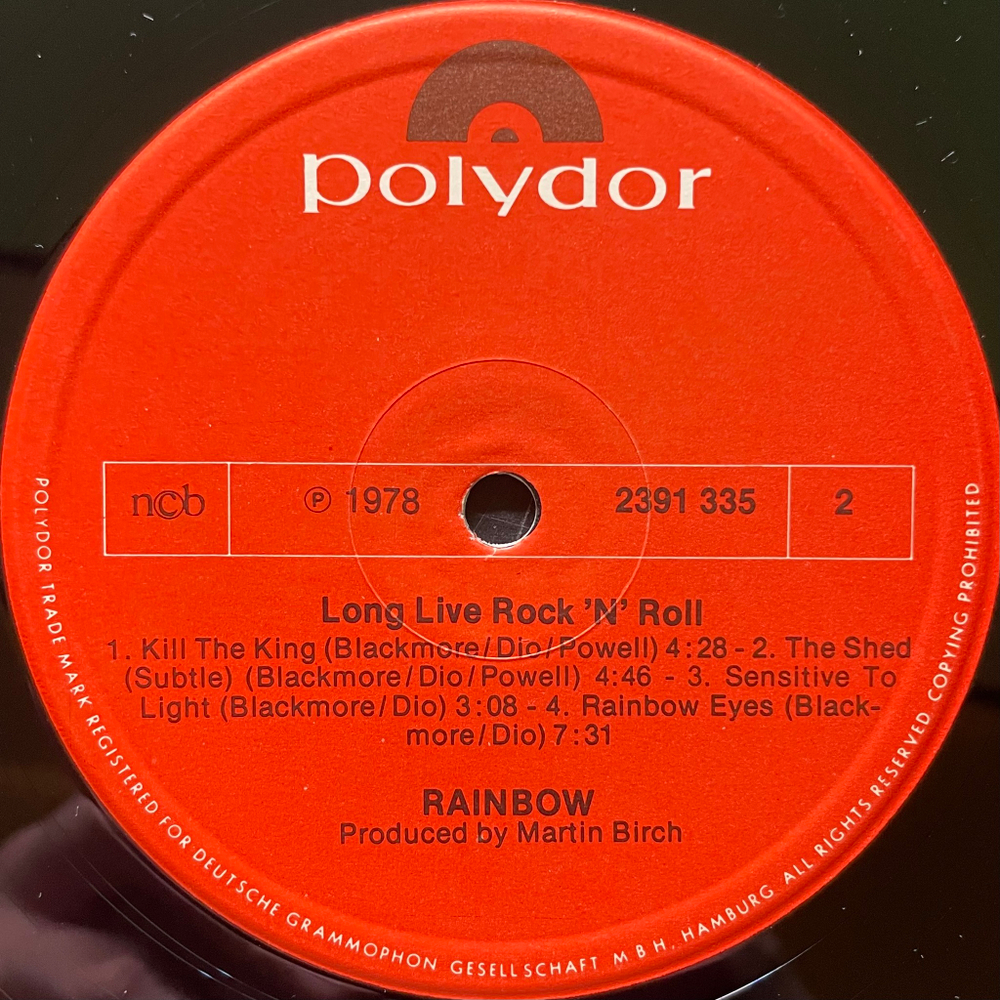 polydor
ncb ℗ 1978 2391 335 2
Long Live Rock 'N' Roll
1. Kill The King (Blackmore/Dio/Powell) 4:28 - 2. The Shed
(Subtle) (Blackmore/Dio/Powell) 4:46 - 3. Sensitive To
Light (Blackmore/Dio) 3:08 - 4. Rainbow Eyes (Black-
more/Dio) 7:31
RAINBOW
Produced by Martin Birch
POLYDOR TRADE MARK REGISTERED FOR DEUTSCHE GRAMMOPHON GESELLSCHAFT M B H. HAMBURG ALL RIGHTS RESERVED COPYING PROHIBITED